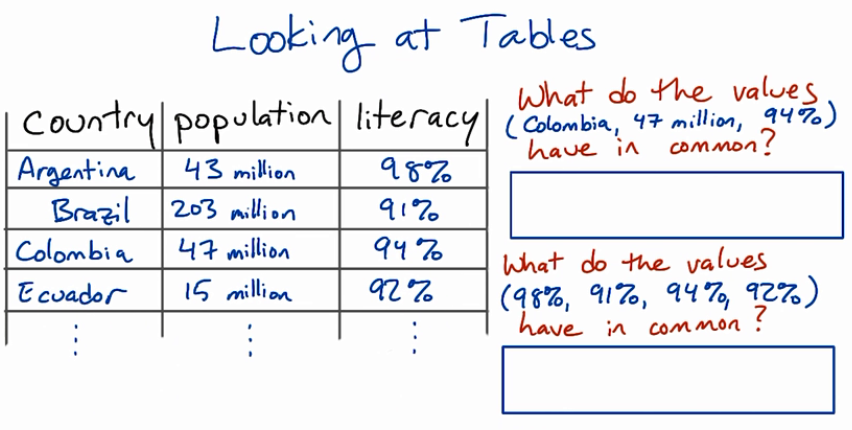 Looking at Tables
country population literacy
Argentina 43 million 98%
Brazil 203 million 91%
Colombia 47 million 94%
Ecuador 15 million 92%
What do the values
(Colombia, 47 million, 94%)
have in common?
What do the values
(98%, 91%, 94%, 92%)
have in common?